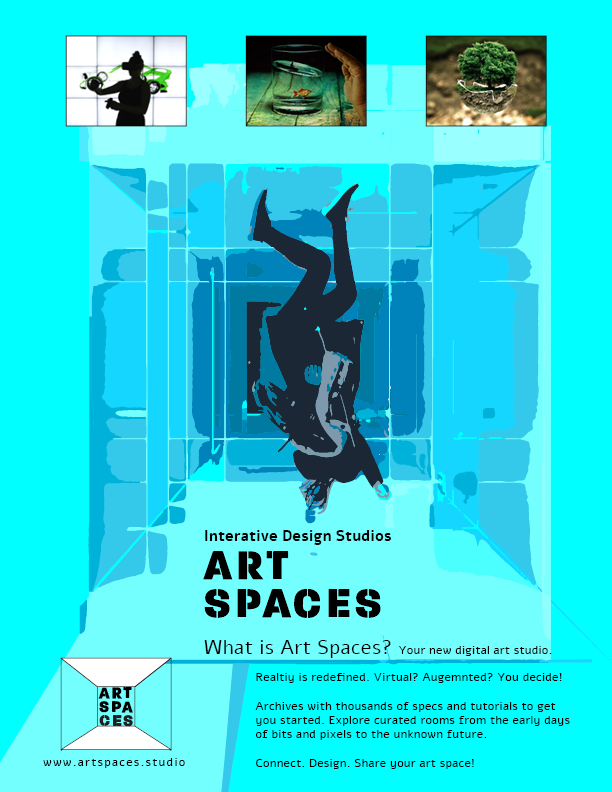 Interative Design Studios
ART
SPACES
What is Art Spaces? Your new digital art studio.
ART
SPA
CES
www.artspaces.studio
Realtiy is redefined. Virtual? Augemnted? You decide!
Archives with thousands of specs and tutorials to get
you started. Explore curated rooms from the early days
of bits and pixels to the unknown future.
Connect. Design. Share your art space!